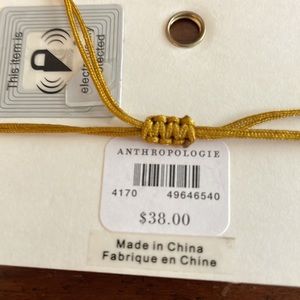 This item is
electronically
protected
ANTHROPOLOGIE
4170 49646540
$38.00
Made in China
Fabrique en Chine